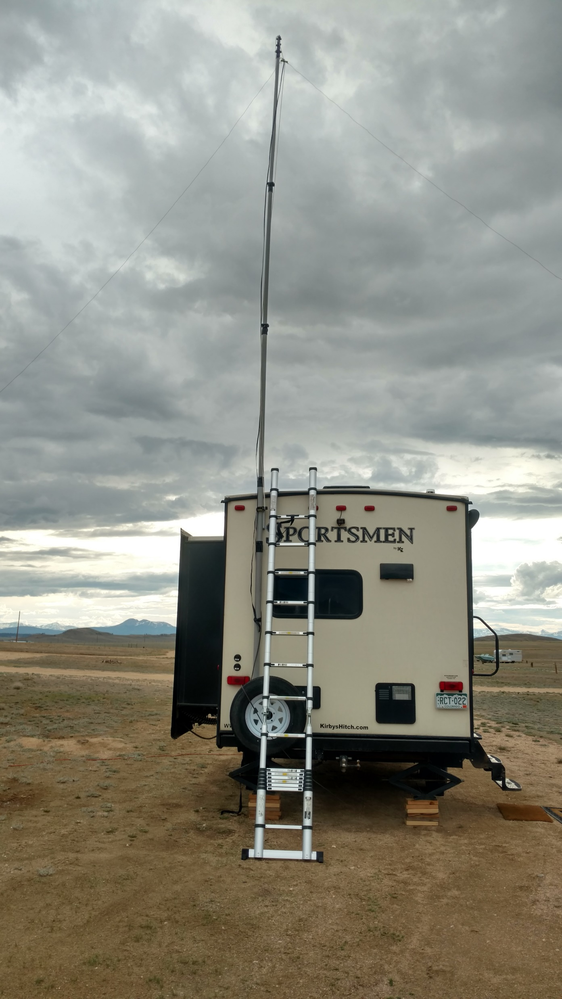 SPORTSMEN
by KZ
RCT·022
COLORADO
KirbysHitch.com